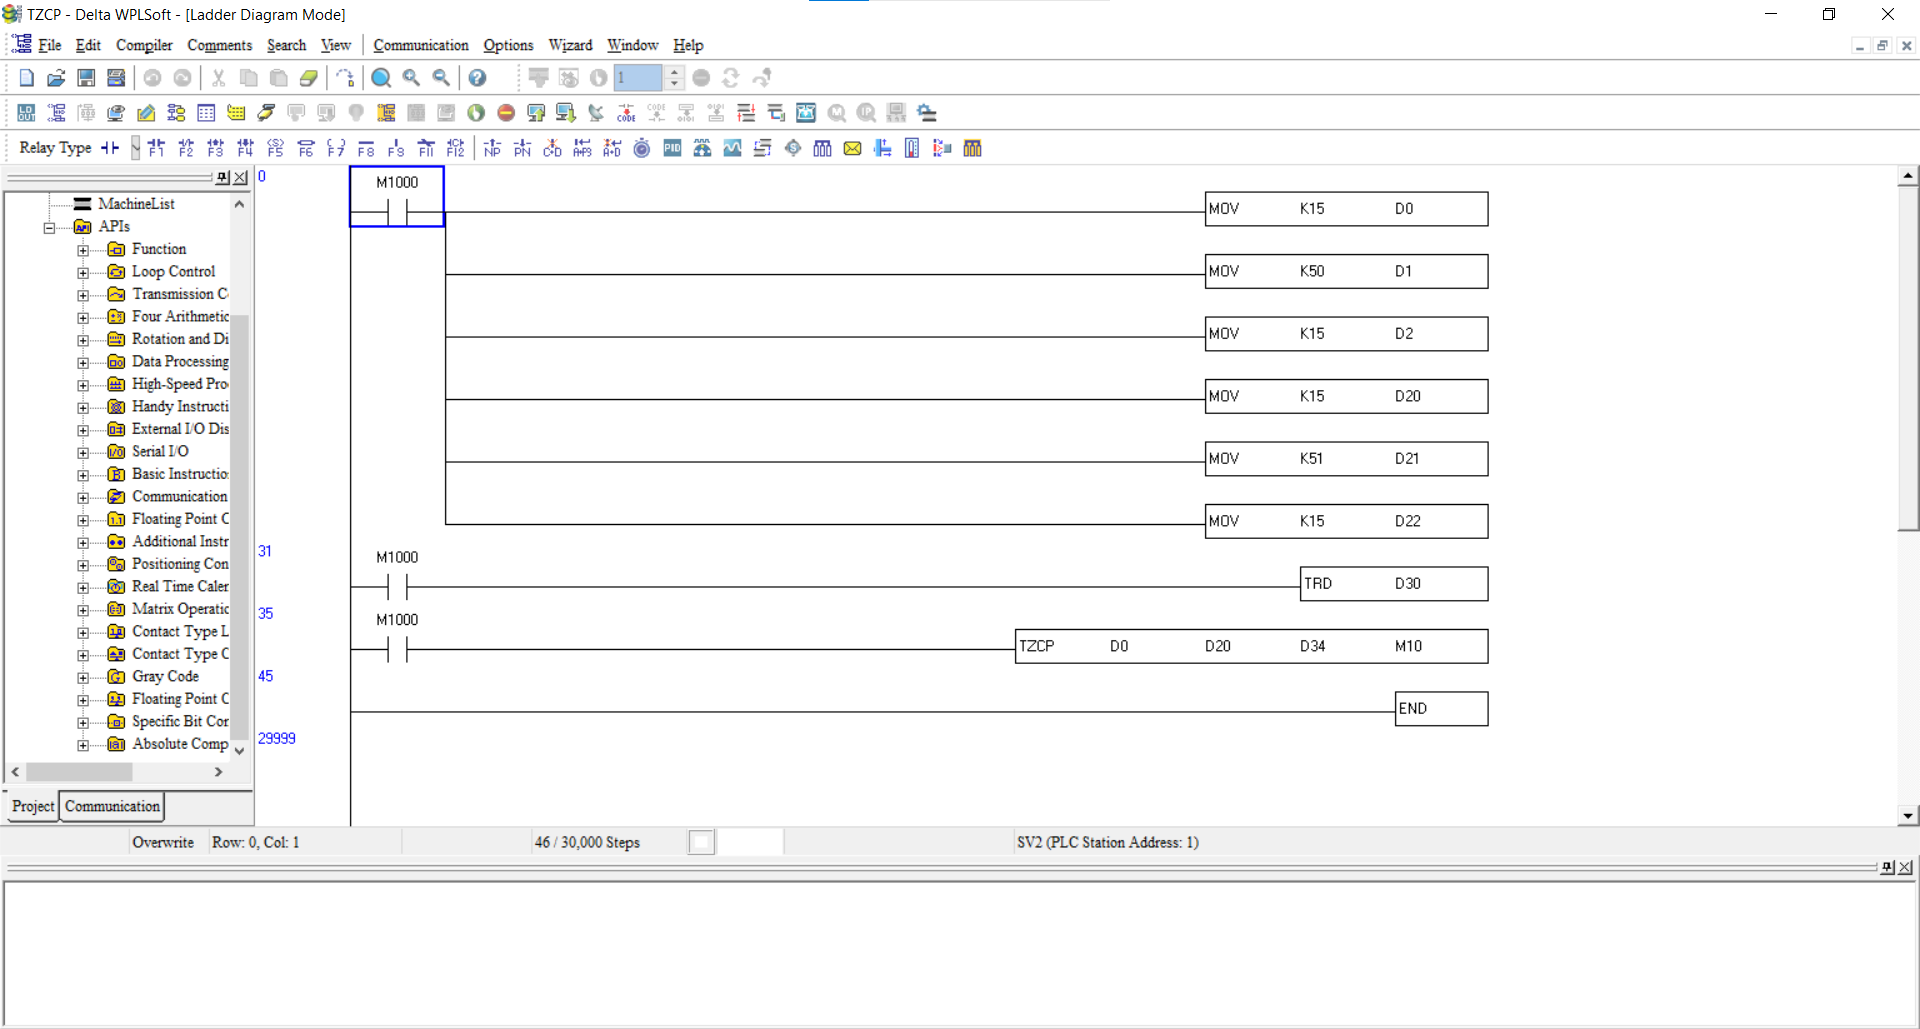 TZCP - Delta WPLSoft - [Ladder Diagram Mode]
File Edit Compiler Comments Search View Communication Options Wizard Window Help
1
LD OUT CODE CODE
Relay Type F1 F2 F3 F4 F5 F6 F7 F8 F9 F11 F12 NP PN C+D A+P3 A+D PID
MachineList
APIs
Function
Loop Control
Transmission C
Four Arithmetic
Rotation and Di
Data Processing
High-Speed Pro
Handy Instructi
External I/O Dis
Serial I/O
Basic Instructio
Communication
Floating Point C
Additional Instr
Positioning Con
Real Time Caler
Matrix Operatic
Contact Type L
Contact Type C
Gray Code
Floating Point C
Specific Bit Cor
Absolute Comp
Project Communication
0
M1000
MOV K15 D0
MOV K50 D1
MOV K15 D2
MOV K15 D20
MOV K51 D21
MOV K15 D22
31
M1000
TRD D30
35
M1000
TZCP D0 D20 D34 M10
45
END
29999
Overwrite Row: 0, Col: 1 46 / 30,000 Steps SV2 (PLC Station Address: 1)